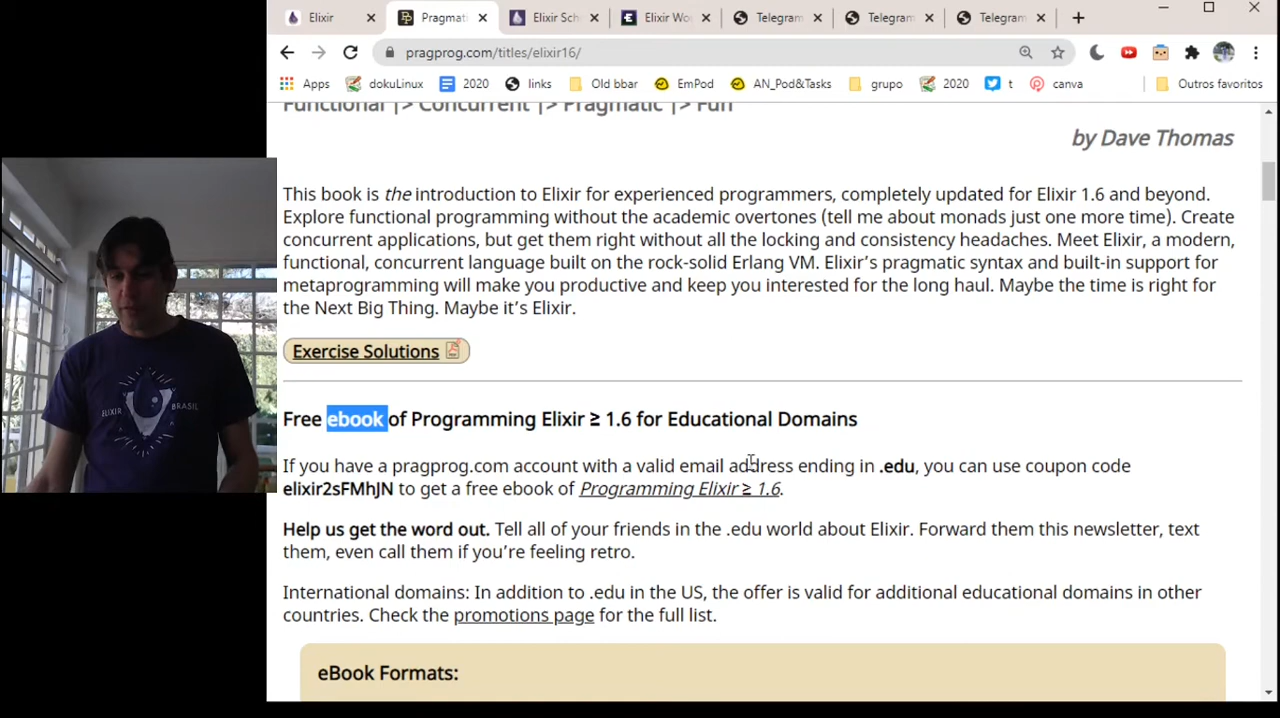 Elixir
Pragmati
Elixir Sch
Elixir Wo
Telegram
Telegram
Telegram
pragprog.com/titles/elixir16/
Apps
dokuLinux
2020
links
Old bbar
EmPod
AN_Pod&Tasks
grupo
2020
t
canva
Outros favoritos
Functional |> Concurrent |> Pragmatic |> Fun
by Dave Thomas
This book is the introduction to Elixir for experienced programmers, completely updated for Elixir 1.6 and beyond.
Explore functional programming without the academic overtones (tell me about monads just one more time). Create
concurrent applications, but get them right without all the locking and consistency headaches. Meet Elixir, a modern,
functional, concurrent language built on the rock-solid Erlang VM. Elixir's pragmatic syntax and built-in support for
metaprogramming will make you productive and keep you interested for the long haul. Maybe the time is right for
the Next Big Thing. Maybe it's Elixir.
Exercise Solutions
Free ebook of Programming Elixir ≥ 1.6 for Educational Domains
If you have a pragprog.com account with a valid email address ending in .edu, you can use coupon code
elixir2sFMhJN to get a free ebook of Programming Elixir ≥ 1.6.
Help us get the word out. Tell all of your friends in the .edu world about Elixir. Forward them this newsletter, text
them, even call them if you're feeling retro.
International domains: In addition to .edu in the US, the offer is valid for additional educational domains in other
countries. Check the promotions page for the full list.
eBook Formats:
ELIXIR BRASIL